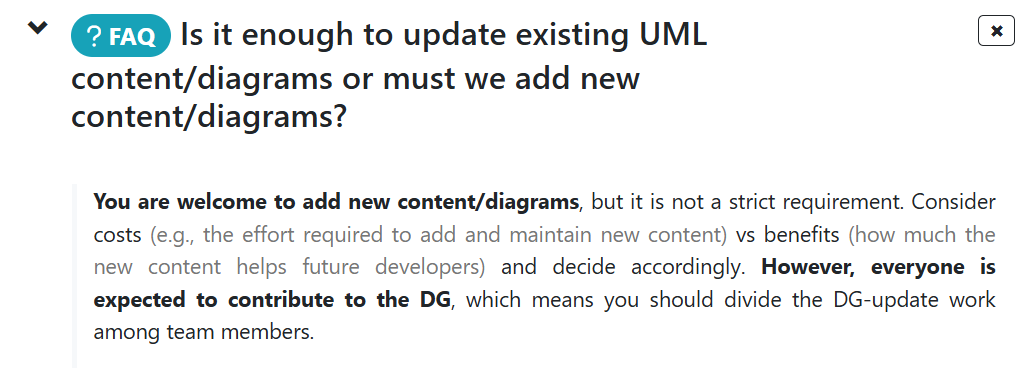 ? FAQ Is it enough to update existing UML
content/diagrams or must we add new
content/diagrams?
You are welcome to add new content/diagrams, but it is not a strict requirement. Consider
costs (e.g., the effort required to add and maintain new content) vs benefits (how much the
new content helps future developers) and decide accordingly. However, everyone is
expected to contribute to the DG, which means you should divide the DG-update work
among team members.